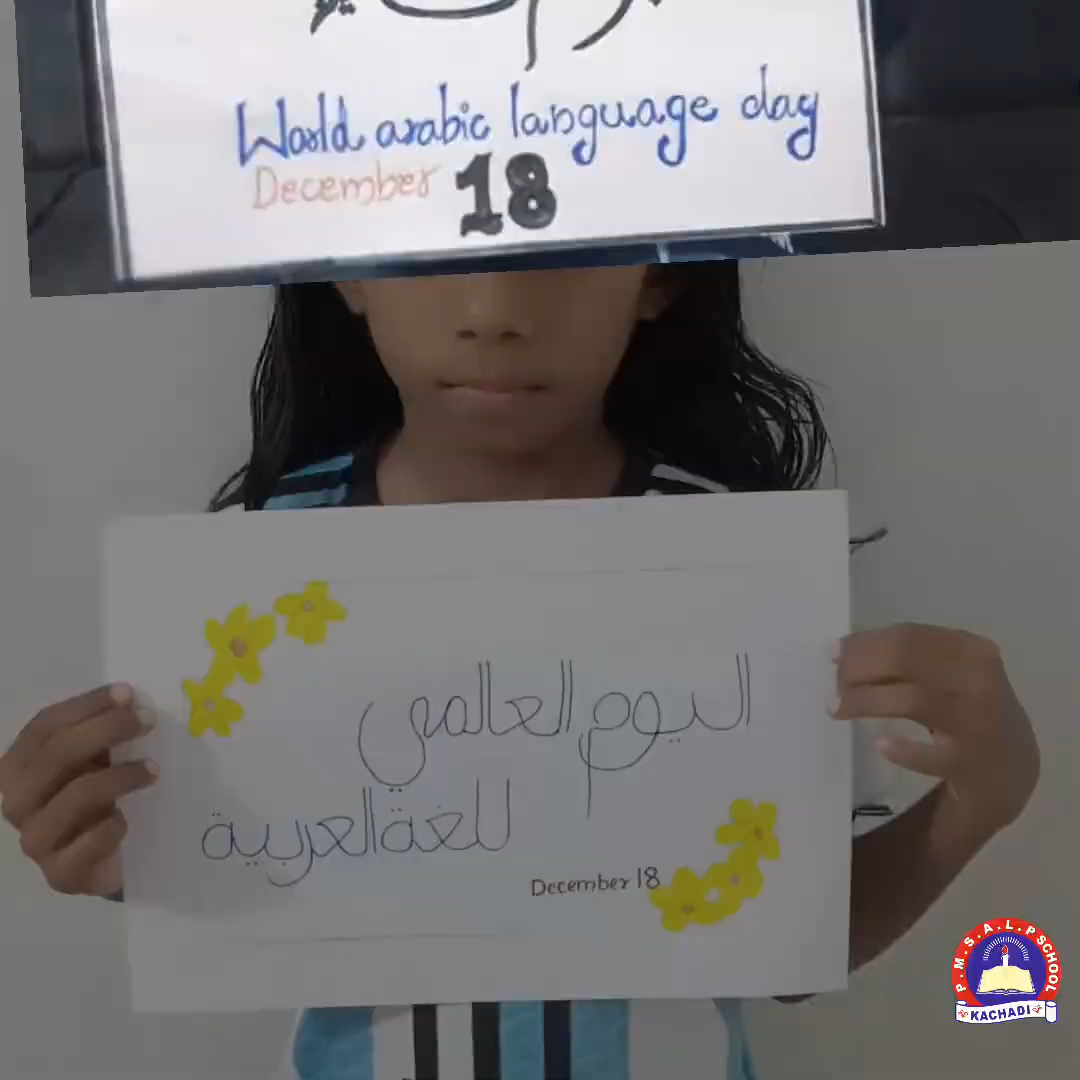 World arabic language day
December 18
اليوم العالمي
للغة العربية
December 18
P.M.S.A.L.P SCHOOL
KACHADI